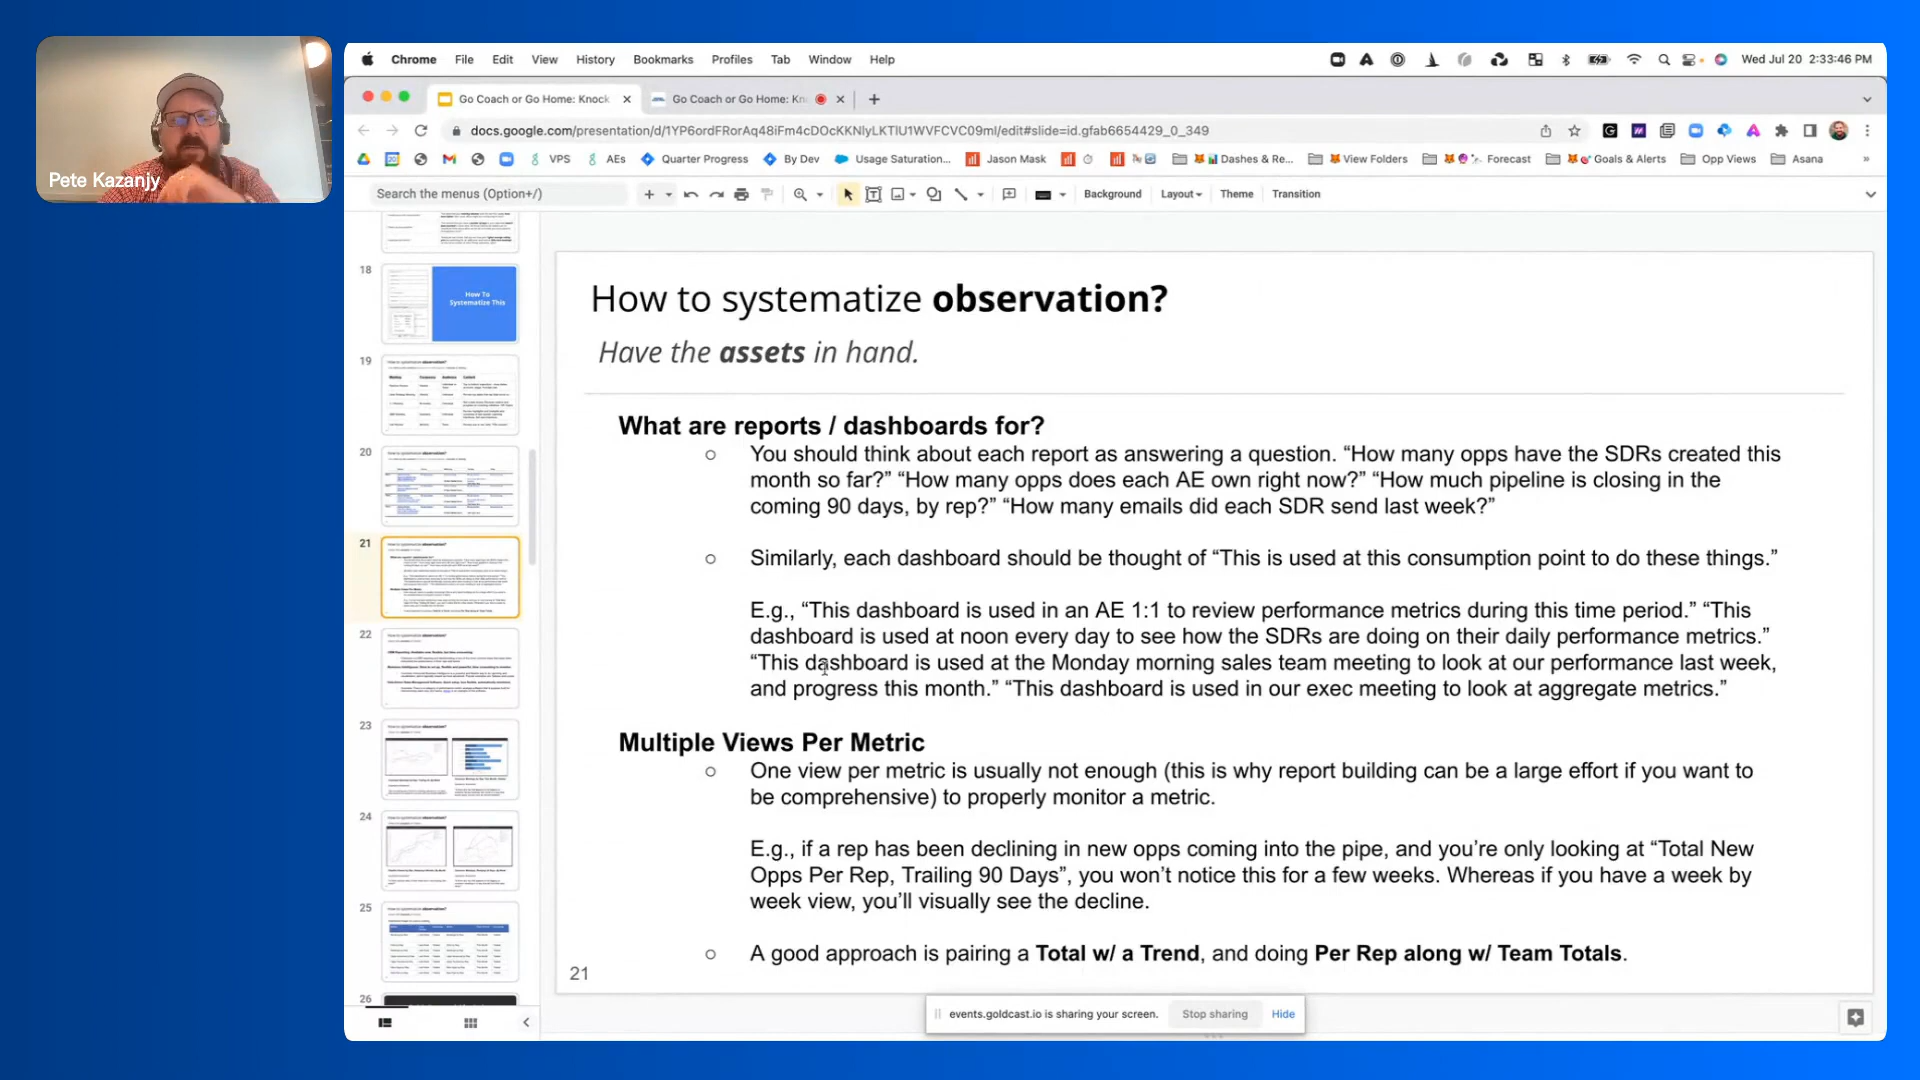 Pete Kazanjy
Chrome File Edit View History Bookmarks Profiles Tab Window Help Wed Jul 20 2:33:46 PM
Go Coach or Go Home: Knock Go Coach or Go Home: Kn
docs.google.com/presentation/d/1YP6ordFRorAq48iFm4cDOcKKNlyLKTlU1WVFCVC09mI/edit#slide=id.gfab6654429_0_349
VPS AEs Quarter Progress By Dev Usage Saturation... Jason Mask Dashes & Re... View Folders Forecast Goals & Alerts Opp Views Asana »
Search the menus (Option+/) Background Layout Theme Transition
18
How To
Systematize This
19
20
21
22
23
24
25
26
How to systematize observation?
Have the assets in hand.
What are reports / dashboards for?
You should think about each report as answering a question. “How many opps have the SDRs created this
month so far?” “How many opps does each AE own right now?” “How much pipeline is closing in the
coming 90 days, by rep?” “How many emails did each SDR send last week?”
Similarly, each dashboard should be thought of “This is used at this consumption point to do these things.”
E.g., “This dashboard is used in an AE 1:1 to review performance metrics during this time period.” “This
dashboard is used at noon every day to see how the SDRs are doing on their daily performance metrics.”
“This dashboard is used at the Monday morning sales team meeting to look at our performance last week,
and progress this month.” “This dashboard is used in our exec meeting to look at aggregate metrics.”
Multiple Views Per Metric
One view per metric is usually not enough (this is why report building can be a large effort if you want to
be comprehensive) to properly monitor a metric.
E.g., if a rep has been declining in new opps coming into the pipe, and you’re only looking at “Total New
Opps Per Rep, Trailing 90 Days”, you won’t notice this for a few weeks. Whereas if you have a week by
week view, you’ll visually see the decline.
A good approach is pairing a Total w/ a Trend, and doing Per Rep along w/ Team Totals.
21
events.goldcast.io is sharing your screen. Stop sharing Hide